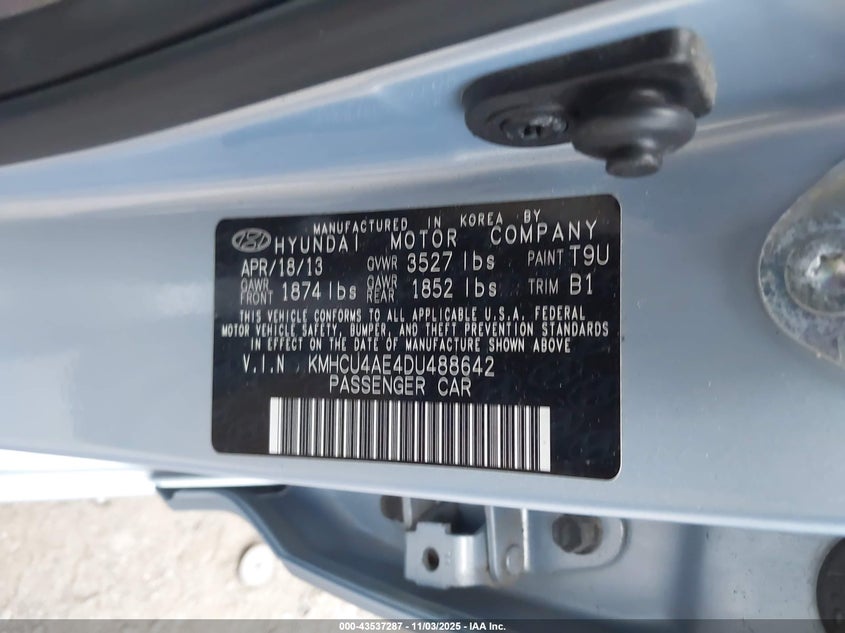 MANUFACTURED IN KOREA BY
HYUNDAI MOTOR COMPANY
APR/18/13 GVWR 3527 lbs PAINT T9U
GAWR FRONT 1874 lbs GAWR REAR 1852 lbs TRIM B1
THIS VEHICLE CONFORMS TO ALL APPLICABLE U.S.A. FEDERAL
MOTOR VEHICLE SAFETY, BUMPER, AND THEFT PREVENTION STANDARDS
IN EFFECT ON THE DATE OF MANUFACTURE SHOWN ABOVE
V.I.N KMHCU4AE4DU488642
PASSENGER CAR
000-43537287 - 11/03/2025 - IAA Inc.